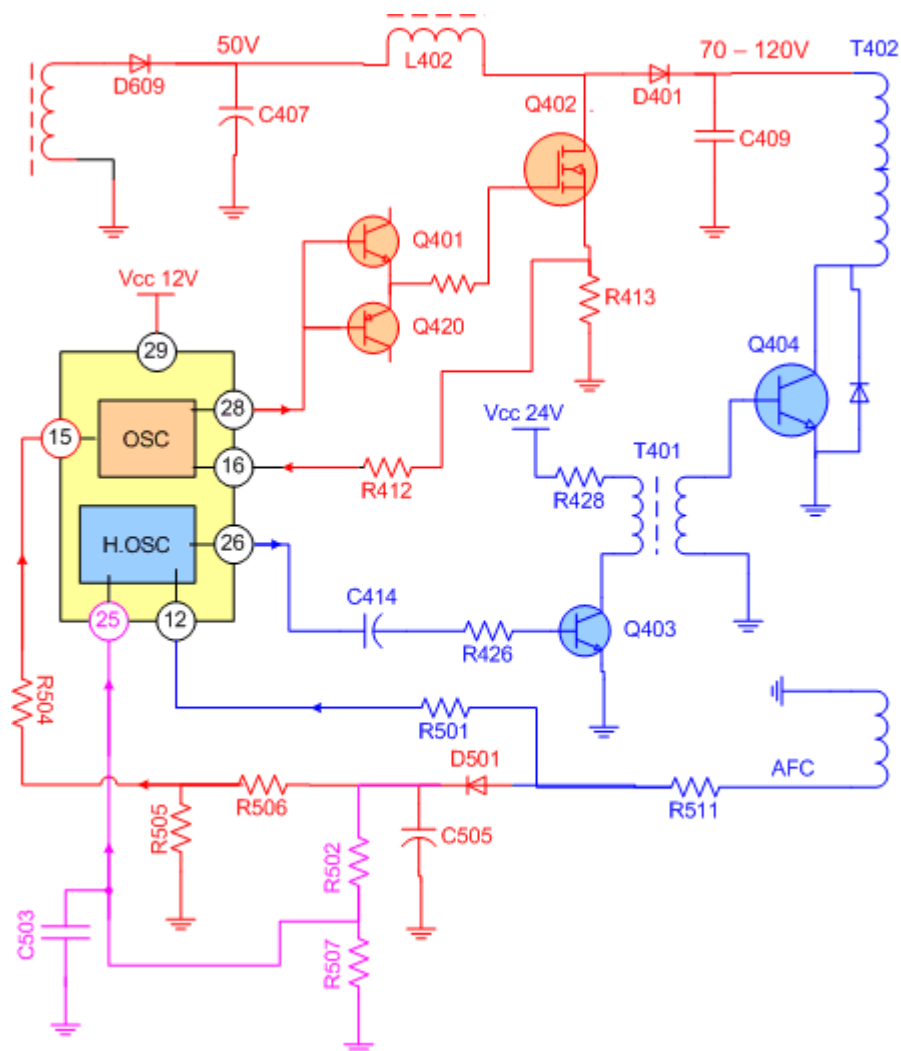 50V
L402
70 – 120V
T402
D609
C407
Q402
D401
C409
Q401
Vcc 12V
R413
Q420
29
Q404
28
OSC
15
Vcc 24V
T401
16
R412
R428
H.OSC
26
C414
25
12
Q403
R426
R504
R501
D501
AFC
R506
R511
R505
C505
R502
C503
R507